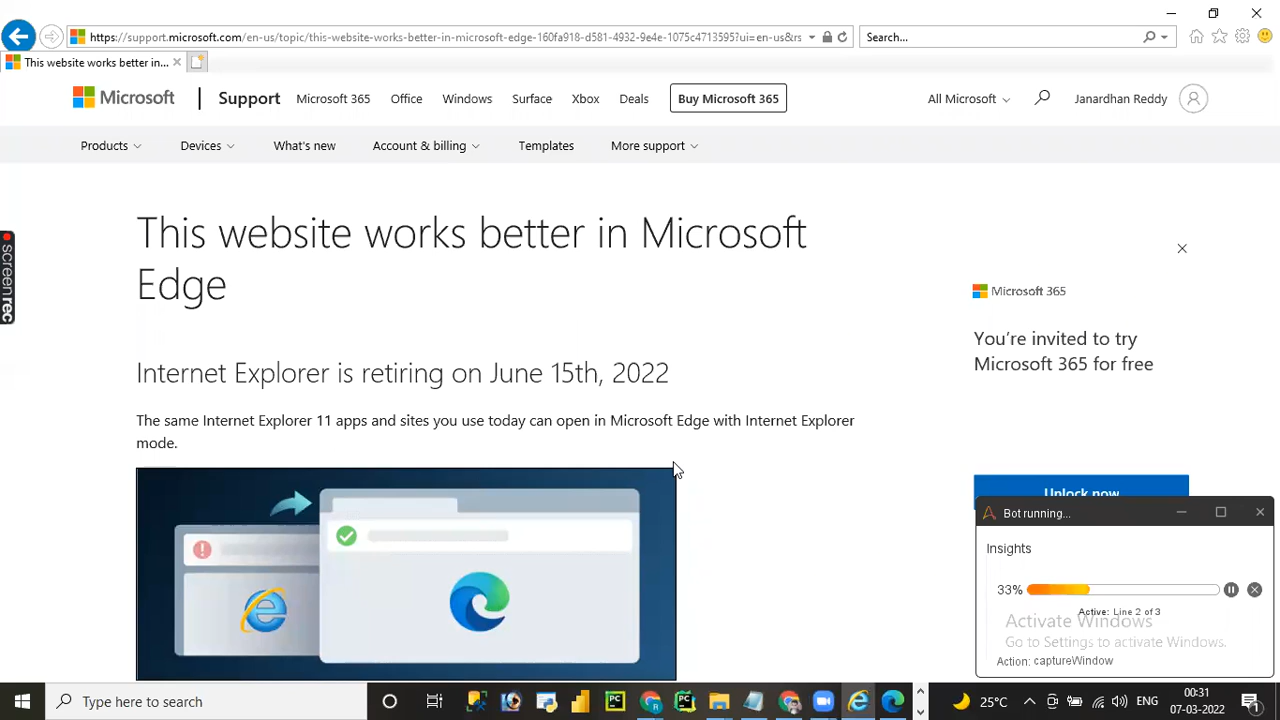 https://support.microsoft.com/en-us/topic/this-website-works-better-in-microsoft-edge-160fa918-d581-4932-9e4e-1075c4713595?ui=en-us&rs
Search...
This website works better in...
Microsoft
Support
Microsoft 365
Office
Windows
Surface
Xbox
Deals
Buy Microsoft 365
All Microsoft
Janardhan Reddy
Products
Devices
What's new
Account & billing
Templates
More support
This website works better in Microsoft
Edge
Internet Explorer is retiring on June 15th, 2022
The same Internet Explorer 11 apps and sites you use today can open in Microsoft Edge with Internet Explorer
mode.
Microsoft 365
You're invited to try
Microsoft 365 for free
Unlock now
Bot running...
Insights
33%
Active: Line 2 of 3
Activate Windows
Go to Settings to activate Windows.
Action: captureWindow
screenrec
Type here to search
25°C
ENG
00:31
07-03-2022
1